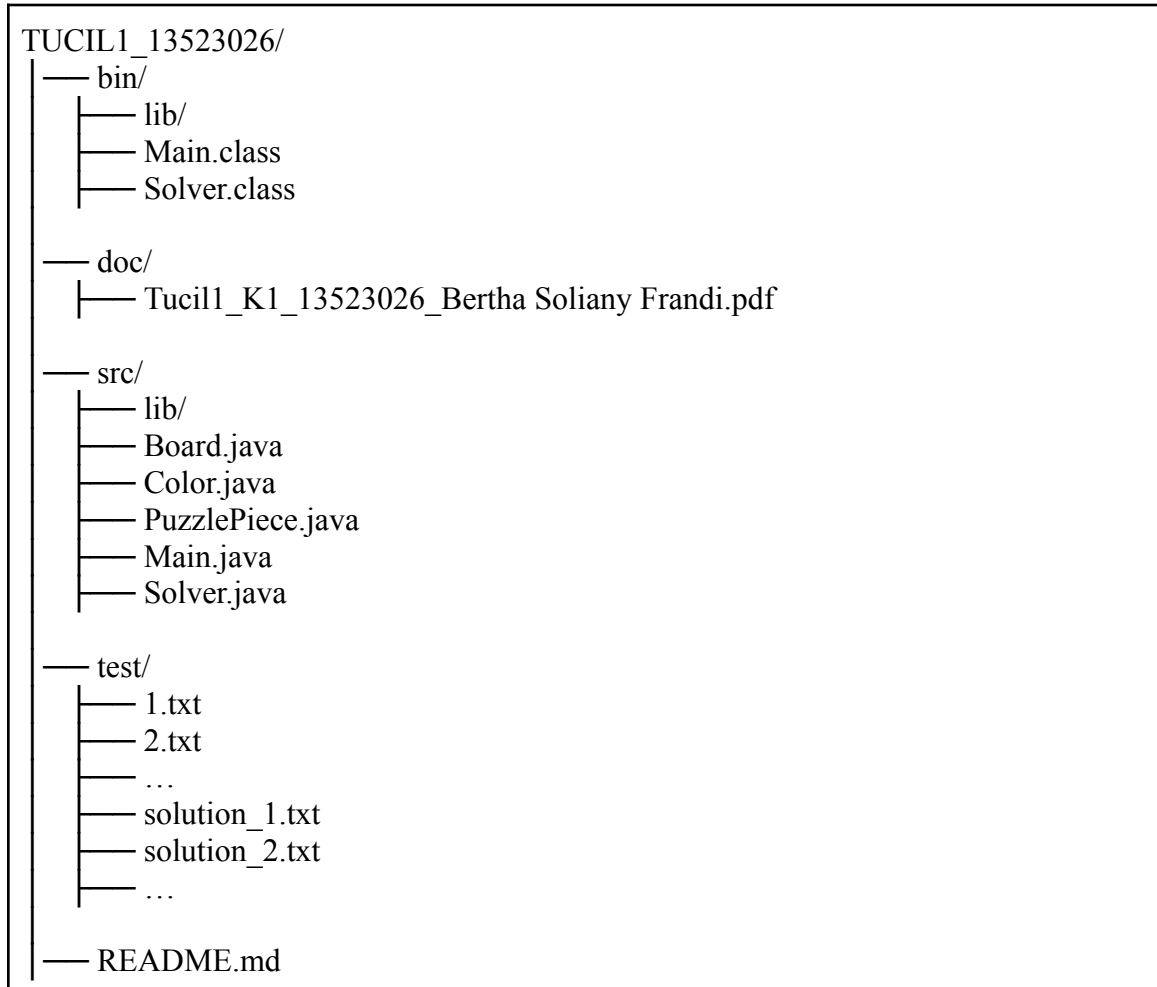 TUCIL1_13523026/
bin/
lib/
Main.class
Solver.class
doc/
Tucil1_K1_13523026_Bertha Soliany Frandi.pdf
src/
lib/
Board.java
Color.java
PuzzlePiece.java
Main.java
Solver.java
test/
1.txt
2.txt
…
solution_1.txt
solution_2.txt
…
README.md